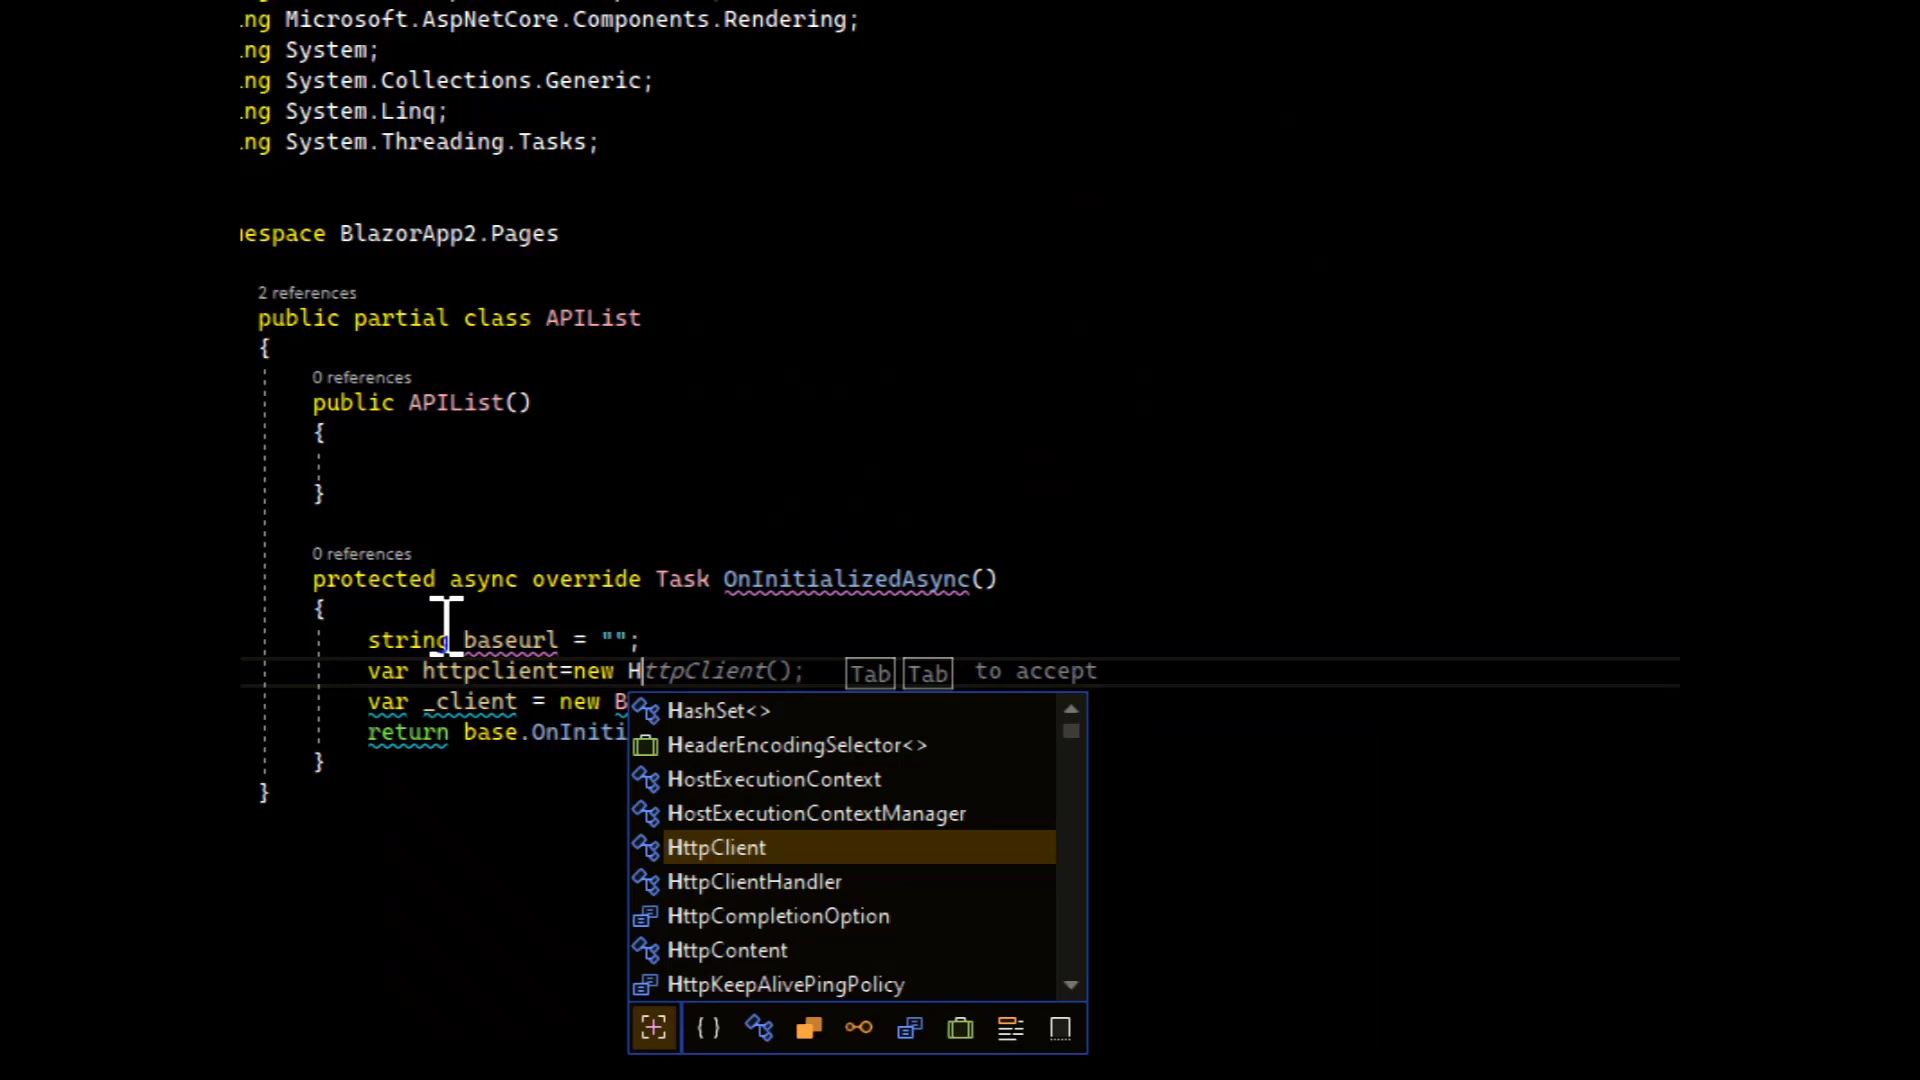 ng Microsoft.AspNetCore.Components.Rendering;
ng System;
ng System.Collections.Generic;
ng System.Linq;
ng System.Threading.Tasks;
espace BlazorApp2.Pages
2 references
public partial class APIList
{
0 references
public APIList()
{
}
0 references
protected async override Task OnInitializedAsync()
{
string baseurl = "";
var httpclient=new HttpClient(); Tab Tab to accept
var _client = new B
return base.OnIniti
}
}
HashSet<>
HeaderEncodingSelector<>
HostExecutionContext
HostExecutionContextManager
HttpClient
HttpClientHandler
HttpCompletionOption
HttpContent
HttpKeepAlivePingPolicy